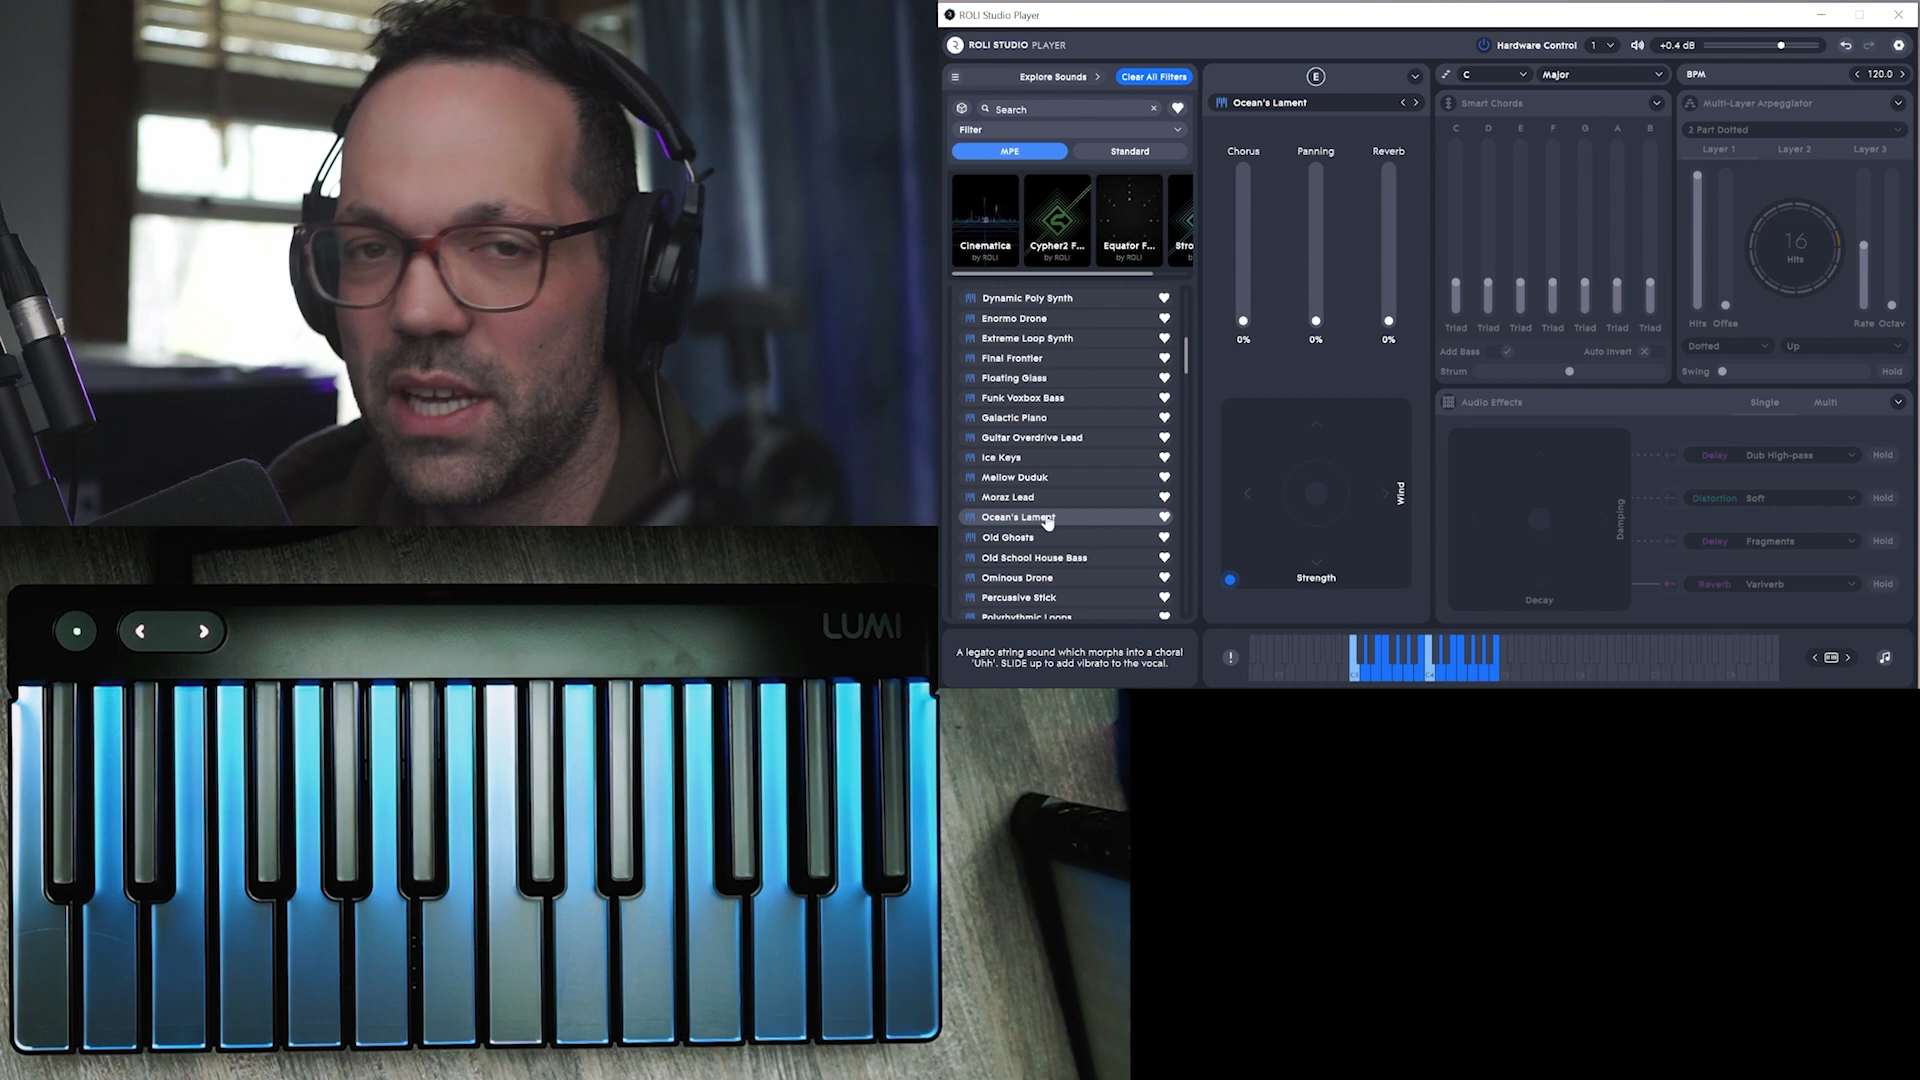 ROLI Studio Player
ROLI STUDIO PLAYER
Hardware Control
1
+0.4 dB
Explore Sounds
Clear All Filters
Search
Filter
MPE
Standard
Cinematica
by ROLI
Cypher2 F...
by ROLI
Equator F...
by ROLI
Stro
Dynamic Poly Synth
Enormo Drone
Extreme Loop Synth
Final Frontier
Floating Glass
Funk Voxbox Bass
Galactic Piano
Guitar Overdrive Lead
Ice Keys
Mellow Duduk
Moraz Lead
Ocean's Lament
Old Ghosts
Old School House Bass
Ominous Drone
Percussive Stick
Polyrhythmic Loops
A legato string sound which morphs into a choral
'Uhh'. SLIDE up to add vibrato to the vocal.
E
Ocean's Lament
Chorus
Panning
Reverb
0%
0%
0%
Wind
Strength
C
Major
BPM
120.0
Smart Chords
C D E F G A B
Triad Triad Triad Triad Triad Triad Triad
Add Bass
Auto Invert
Strum
Multi-Layer Arpeggiator
2 Part Dotted
Layer 1
Layer 2
Layer 3
16
Hits
Hits
Offse
Rate
Octav
Dotted
Up
Swing
Hold
Audio Effects
Single
Multi
Delay
Dub High-pass
Hold
Distortion
Soft
Hold
Delay
Fragments
Hold
Reverb
Variverb
Hold
Damping
Decay
C3
C4
LUMI